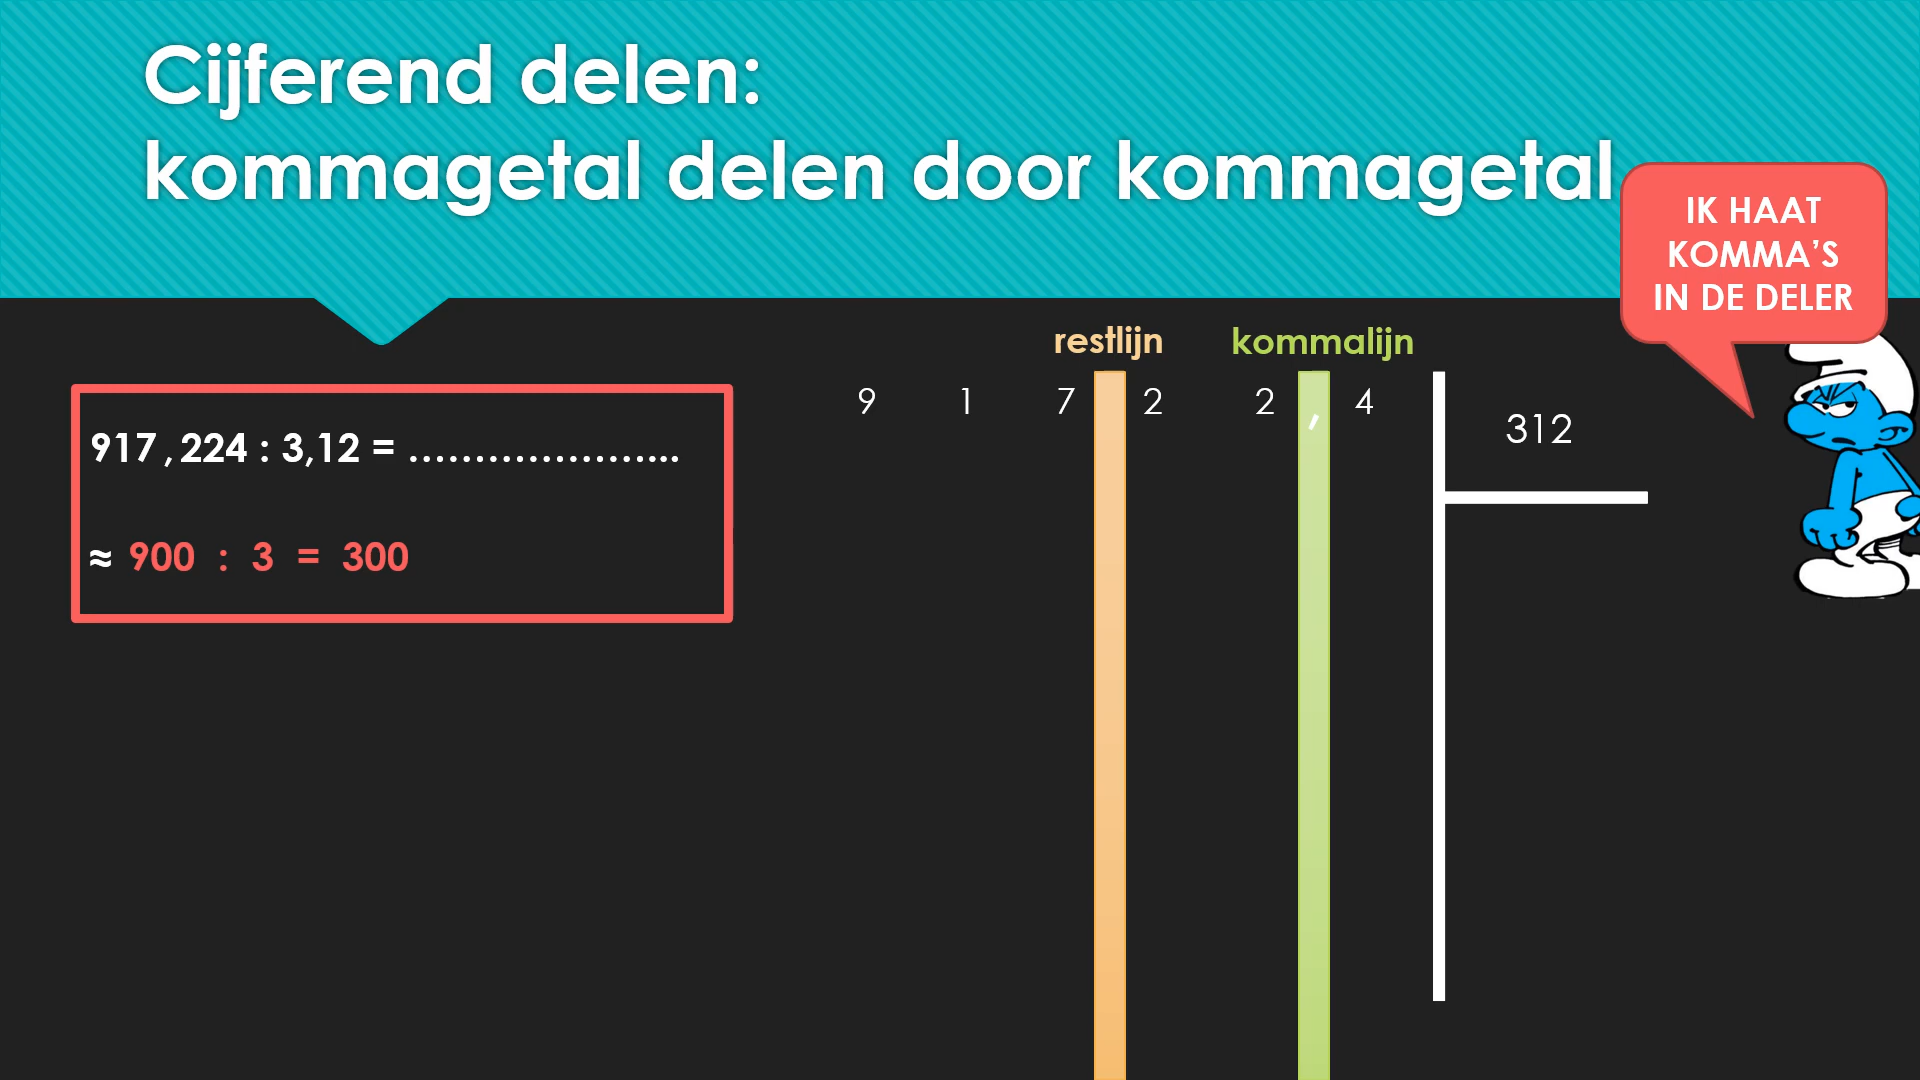 Cijferend delen:
kommagetal delen door kommagetal
IK HAAT
KOMMA’S
IN DE DELER
restlijn kommalijn
917,224 : 3,12 = …………………...
≈ 900 : 3 = 300
9 1 7 2 2 , 4
312